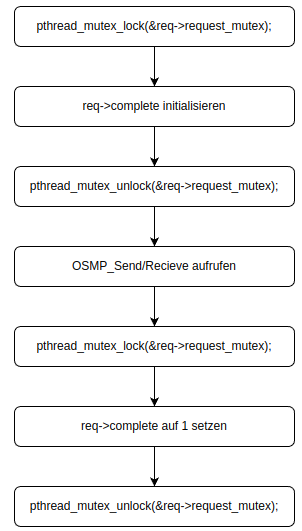 pthread_mutex_lock(&req->request_mutex);
req->complete initialisieren
pthread_mutex_unlock(&req->request_mutex);
OSMP_Send/Recieve aufrufen
pthread_mutex_lock(&req->request_mutex);
req->complete auf 1 setzen
pthread_mutex_unlock(&req->request_mutex);